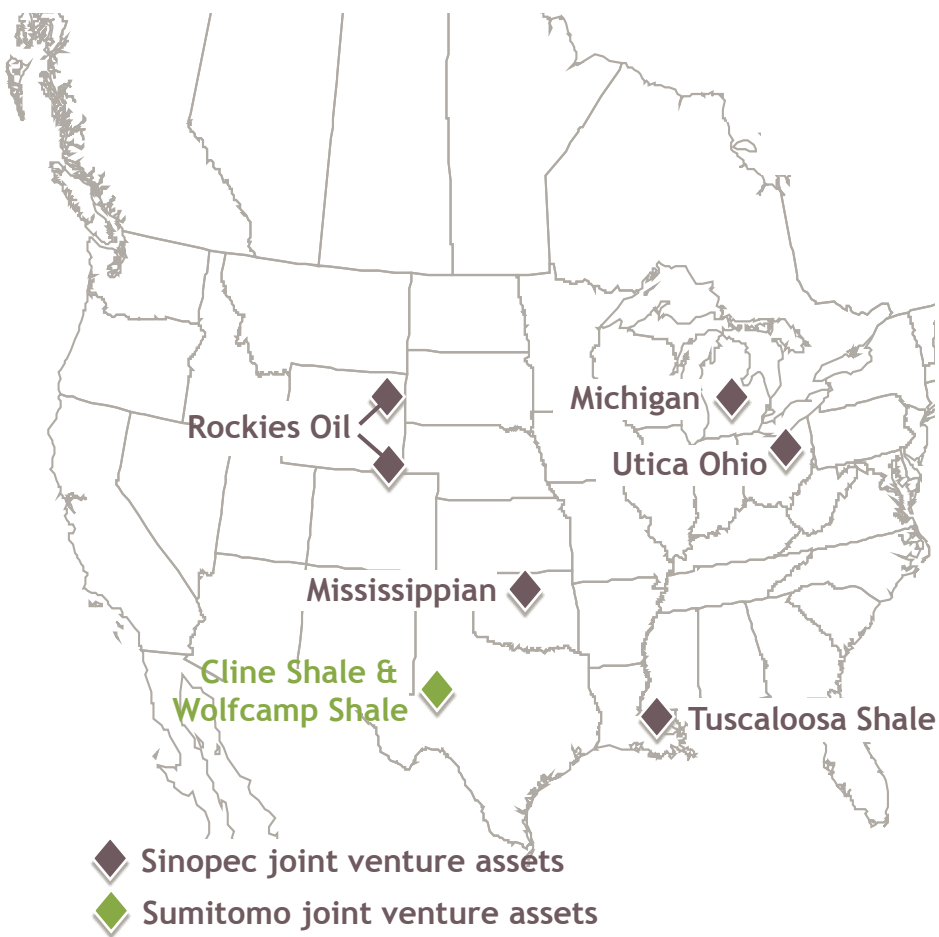 Michigan
Rockies Oil
Utica Ohio
Mississippian
Cline Shale &
Wolfcamp Shale
Tuscaloosa Shale
Sinopec joint venture assets
Sumitomo joint venture assets